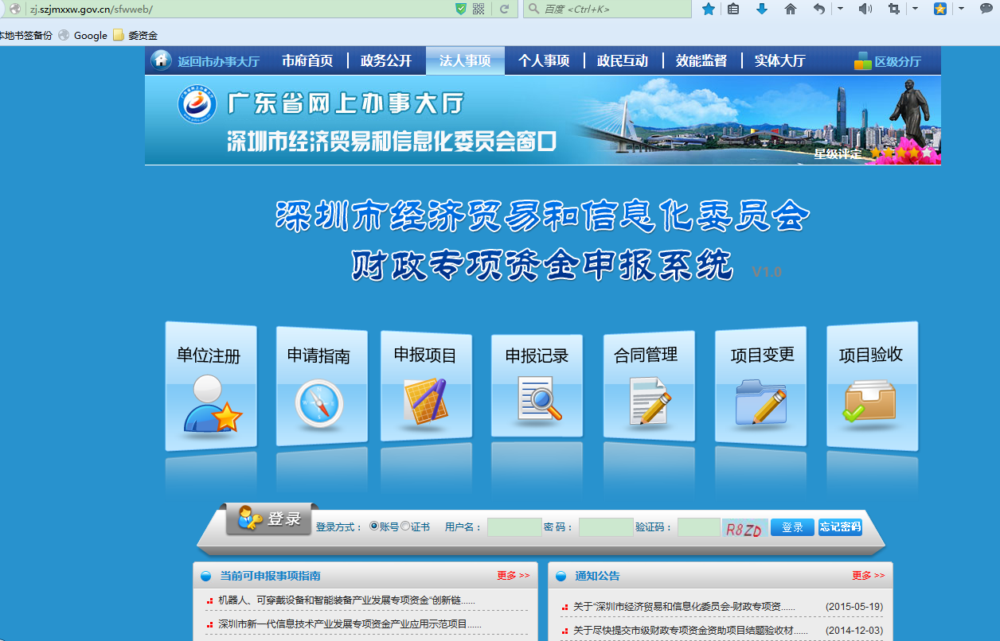 zj.szjmxxw.gov.cn/sfwweb/
百度 <Ctrl+K>
本地书签备份 Google 委资金
返回市办事大厅 市府首页 政务公开 法人事项 个人事项 政民互动 效能监督 实体大厅 区级分厅
广东省网上办事大厅
深圳市经济贸易和信息化委员会窗口
星级评定
深圳市经济贸易和信息化委员会
财政专项资金申报系统 V1.0
单位注册 申请指南 申报项目 申报记录 合同管理 项目变更 项目验收
登录 登录方式： 账号 证书 用户名： 密 码： 验证码： R8ZD 登录 忘记密码
当前可申报事项指南 更多 >>
通知公告 更多 >>
机器人、可穿戴设备和智能装备产业发展专项资金“创新链......
关于“深圳市经济贸易和信息化委员会-财政专项资...... (2015-05-19)
深圳市新一代信息技术产业发展专项资金产业应用示范项目......
关于尽快提交市级财政专项资金资助项目结题验收材...... (2014-12-03)